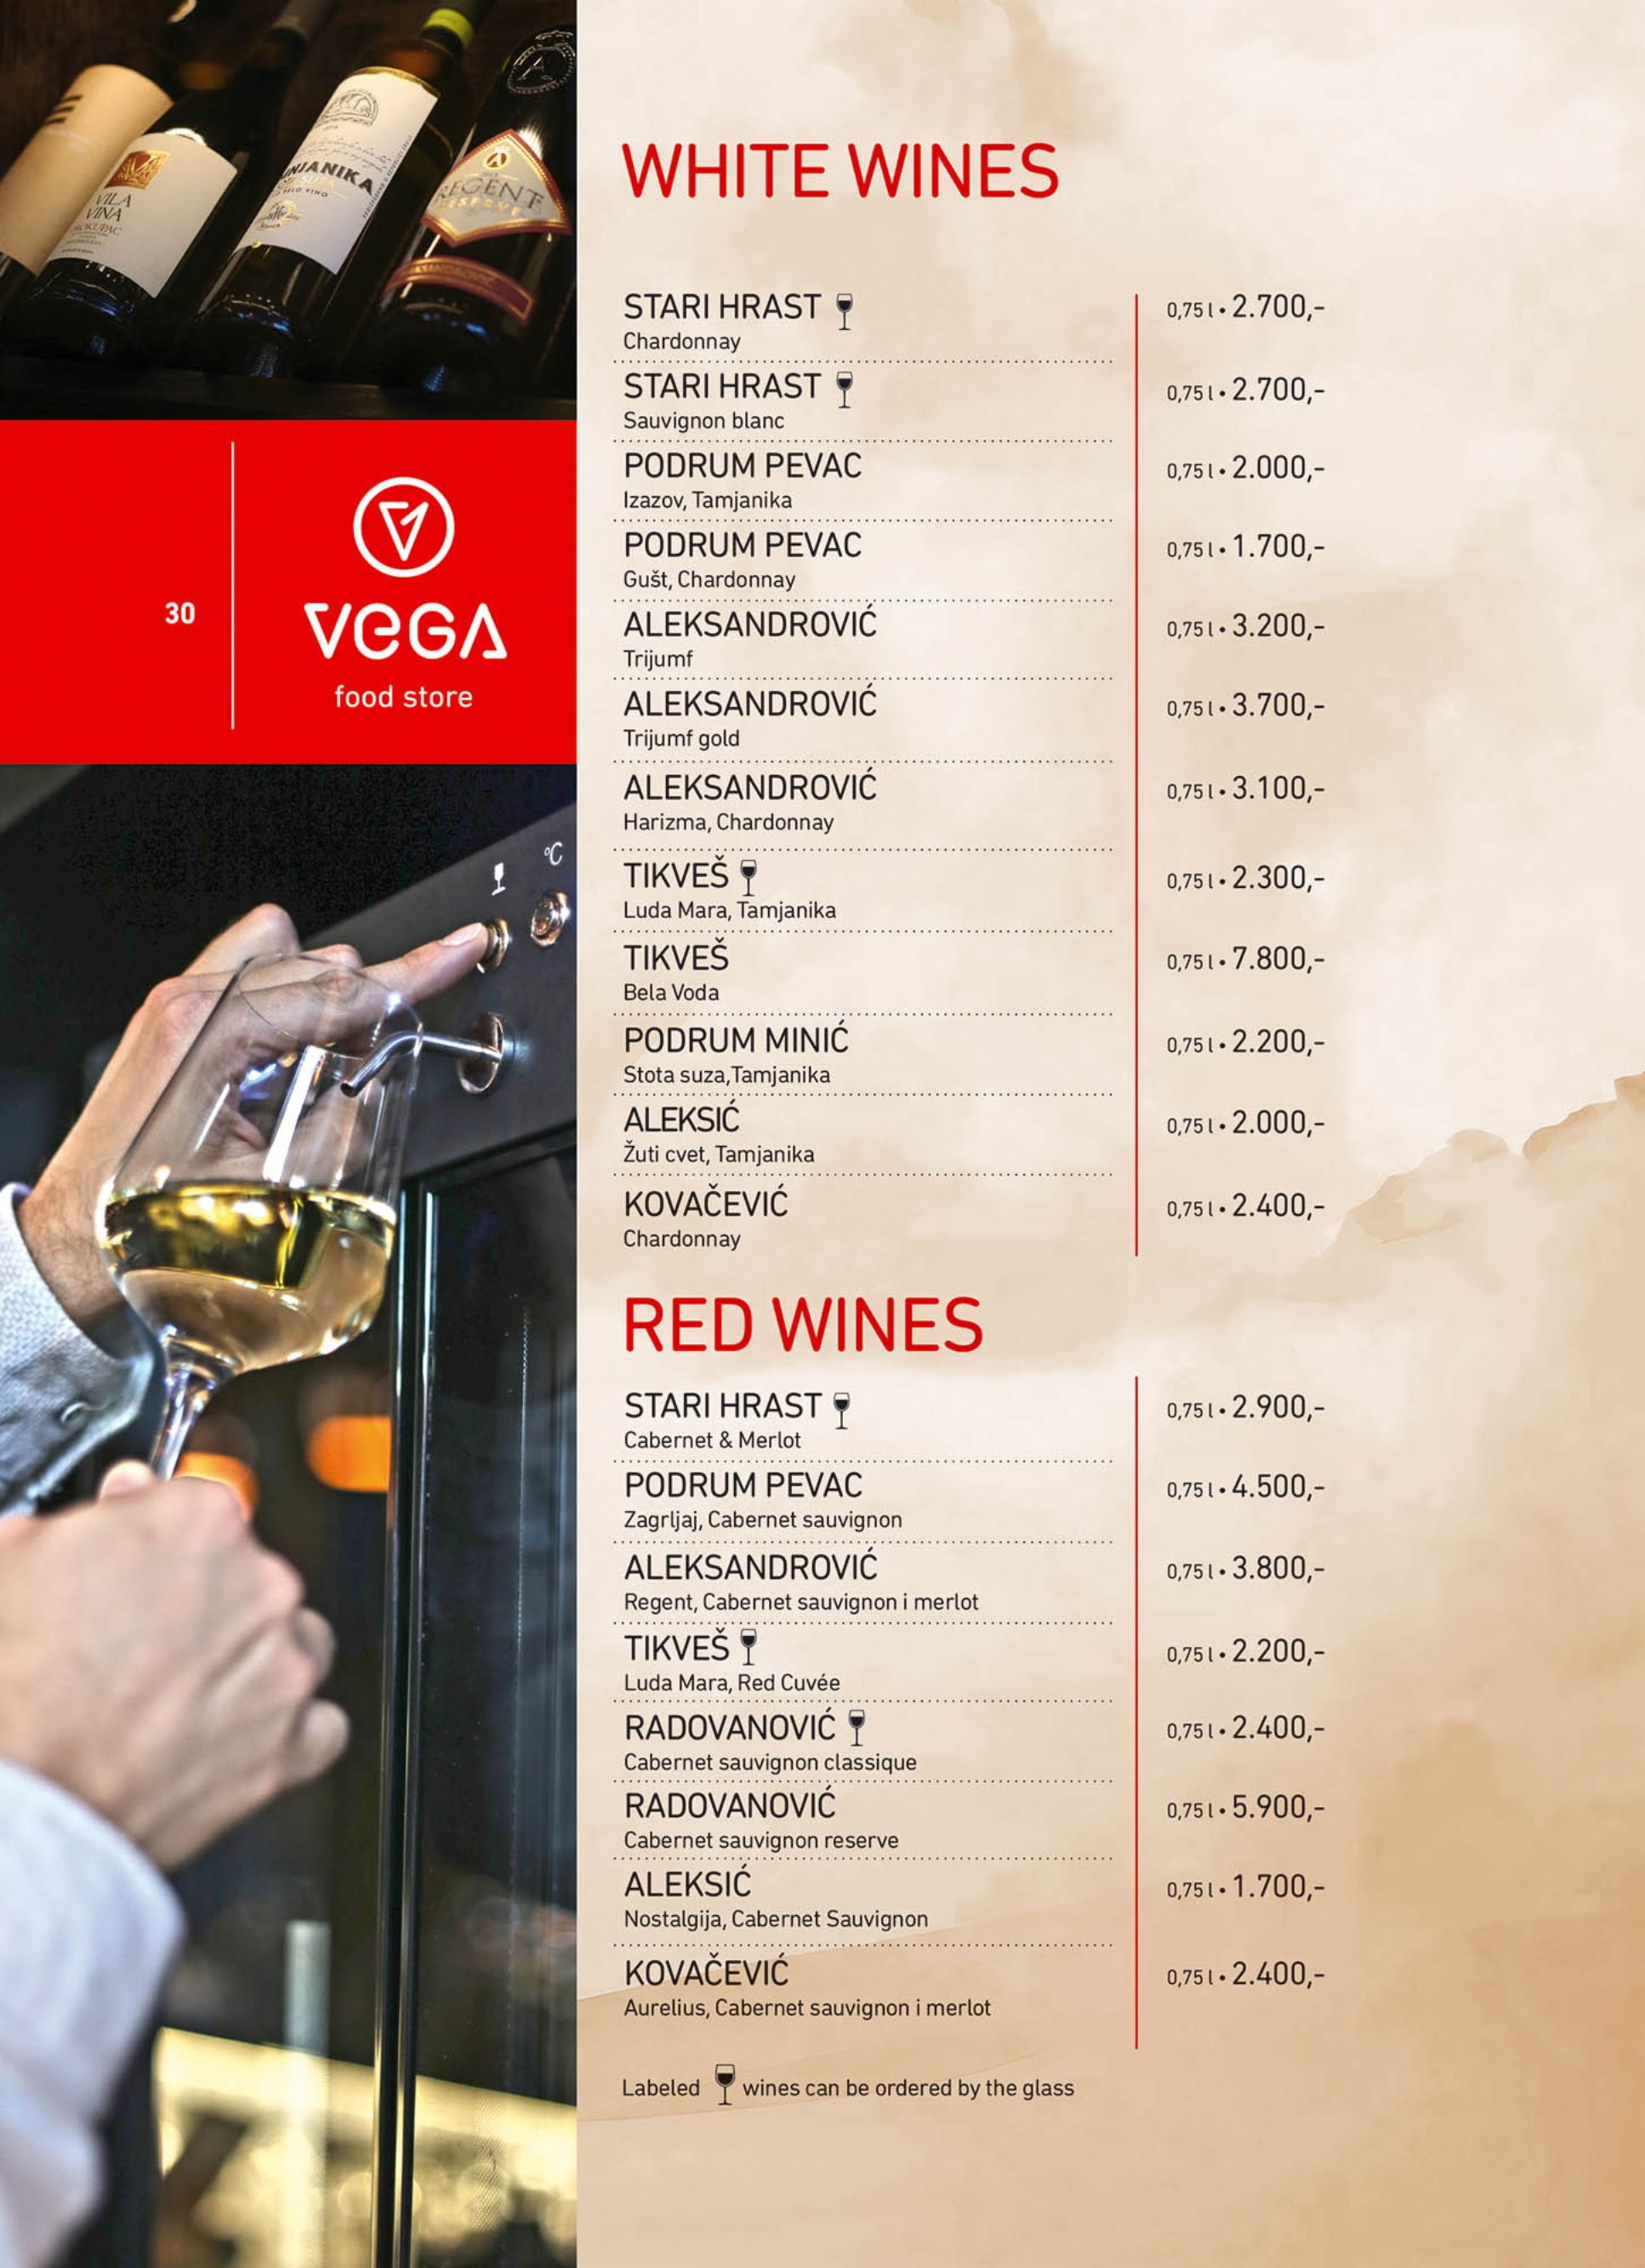 VILA
VINA
PROKUPAC
REGENT
RESERVE
30
VEGA
food store
°C
WHITE WINES
STARI HRAST 0,75 l • 2.700,-
Chardonnay
STARI HRAST 0,75 l • 2.700,-
Sauvignon blanc
PODRUM PEVAC 0,75 l • 2.000,-
Izazov, Tamjanika
PODRUM PEVAC 0,75 l • 1.700,-
Gušt, Chardonnay
ALEKSANDROVIĆ 0,75 l • 3.200,-
Trijumf
ALEKSANDROVIĆ 0,75 l • 3.700,-
Trijumf gold
ALEKSANDROVIĆ 0,75 l • 3.100,-
Harizma, Chardonnay
TIKVEŠ 0,75 l • 2.300,-
Luda Mara, Tamjanika
TIKVEŠ 0,75 l • 7.800,-
Bela Voda
PODRUM MINIĆ 0,75 l • 2.200,-
Stota suza,Tamjanika
ALEKSIĆ 0,75 l • 2.000,-
Žuti cvet, Tamjanika
KOVAČEVIĆ 0,75 l • 2.400,-
Chardonnay
RED WINES
STARI HRAST 0,75 l • 2.900,-
Cabernet & Merlot
PODRUM PEVAC 0,75 l • 4.500,-
Zagrljaj, Cabernet sauvignon
ALEKSANDROVIĆ 0,75 l • 3.800,-
Regent, Cabernet sauvignon i merlot
TIKVEŠ 0,75 l • 2.200,-
Luda Mara, Red Cuvée
RADOVANOVIĆ 0,75 l • 2.400,-
Cabernet sauvignon classique
RADOVANOVIĆ 0,75 l • 5.900,-
Cabernet sauvignon reserve
ALEKSIĆ 0,75 l • 1.700,-
Nostalgija, Cabernet Sauvignon
KOVAČEVIĆ 0,75 l • 2.400,-
Aurelius, Cabernet sauvignon i merlot
Labeled wines can be ordered by the glass